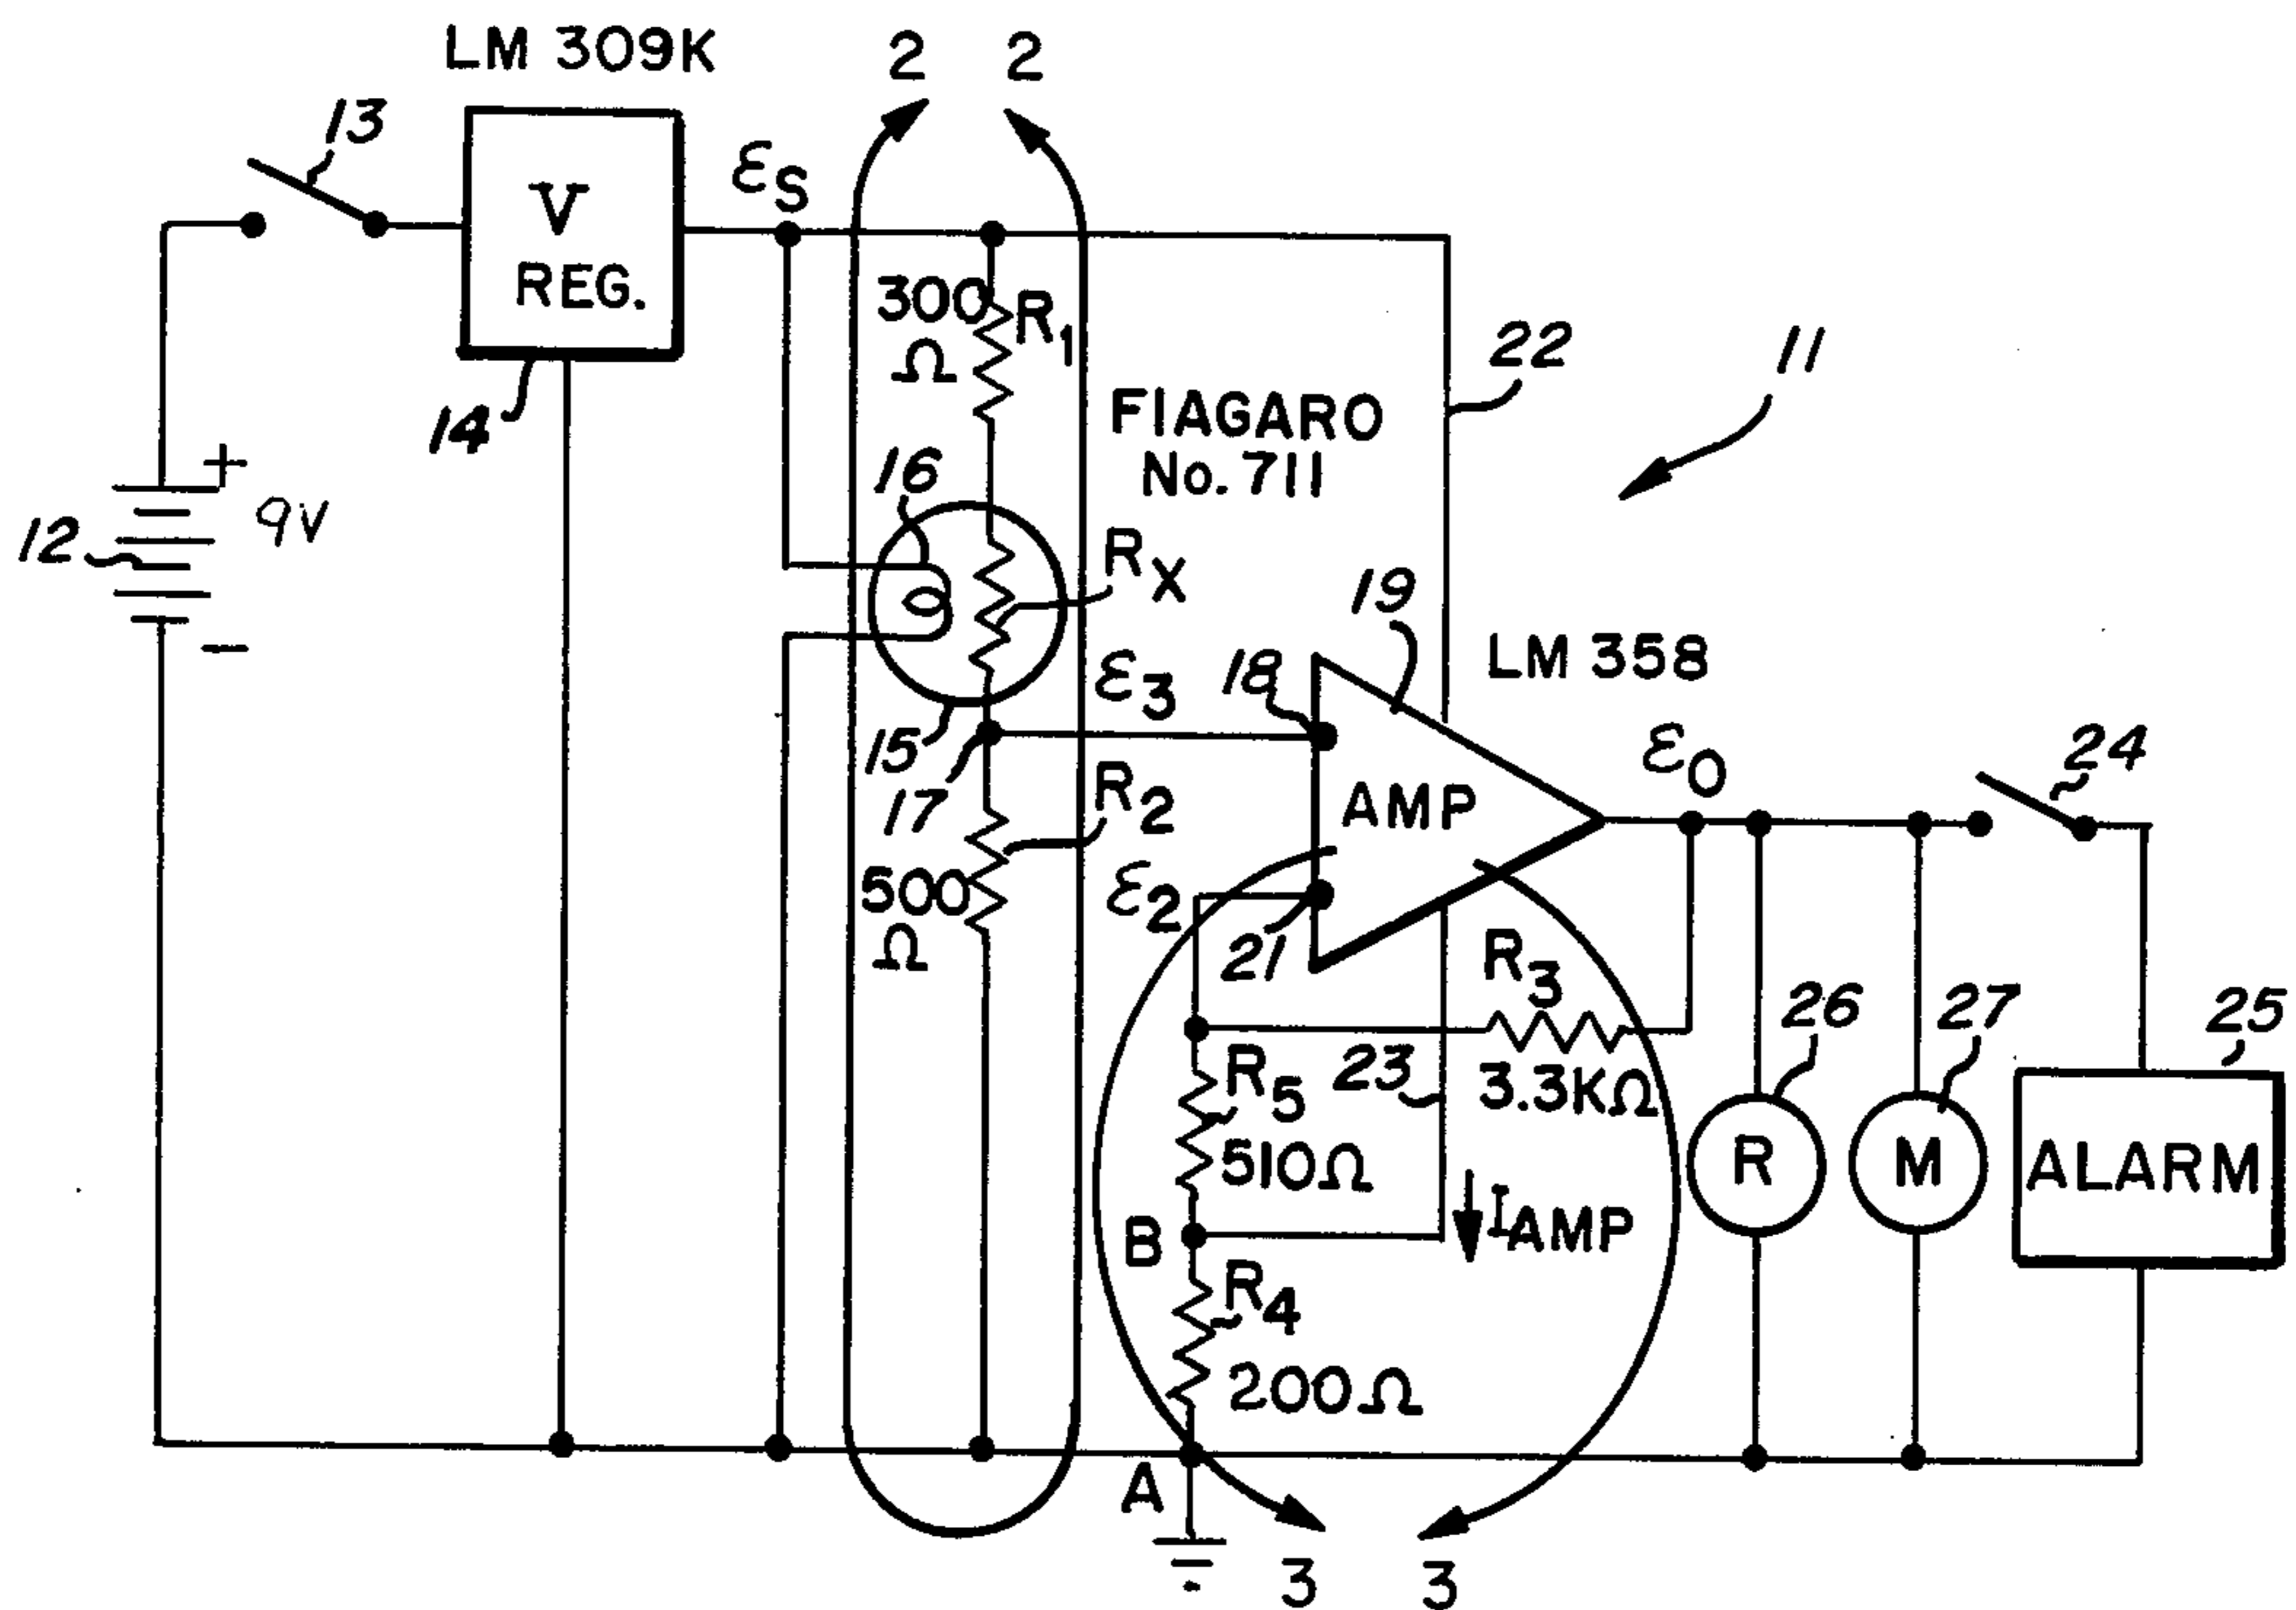 LM 309K
2 2
13
εS
V
REG.
300
Ω
R1
22
11
14
FIAGARO
No. 711
16
+
9V
12
−
RX
19
LM 358
ε3
18
15
17
εO
24
R2
AMP
500
Ω
ε2
21
R3
26
27
25
R5
23
3.3KΩ
510Ω
R
M
ALARM
B
IAMP
R4
200Ω
A
3 3